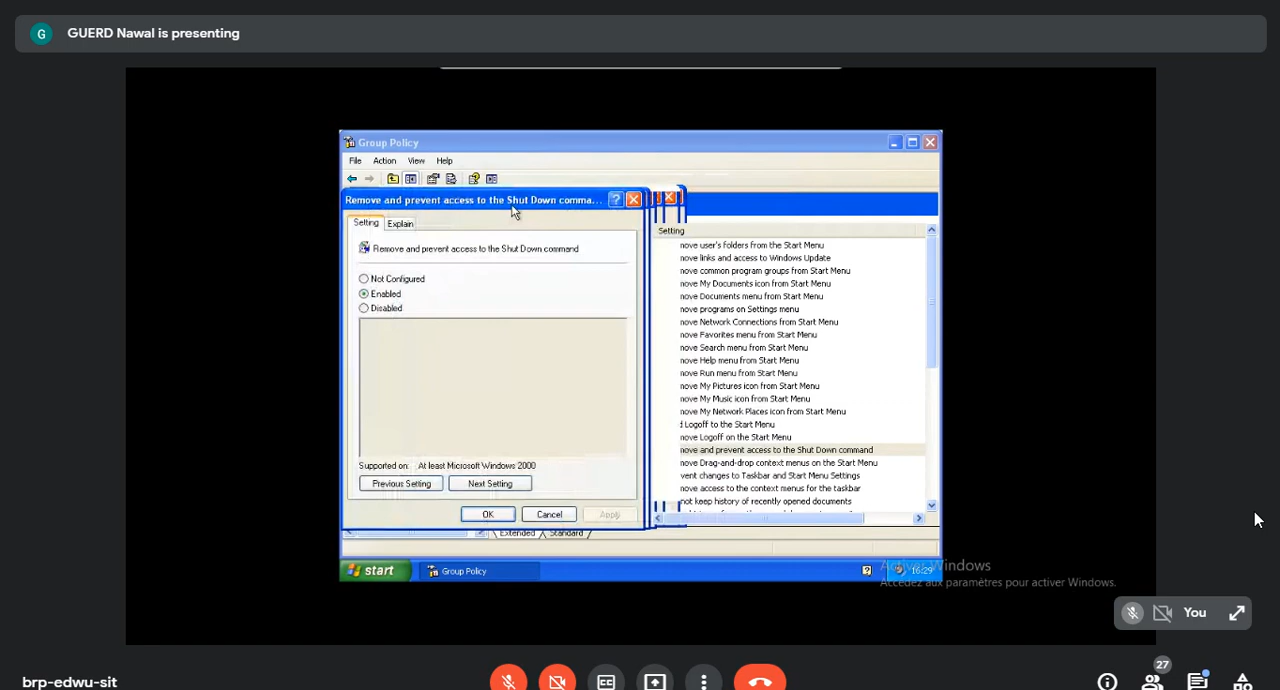 G GUERD Nawal is presenting
Group Policy
File Action View Help
Remove and prevent access to the Shut Down comma...
Setting Explain
Remove and prevent access to the Shut Down command
Not Configured
Enabled
Disabled
Supported on: At least Microsoft Windows 2000
Previous Setting Next Setting
OK Cancel Apply
Setting
nove user's folders from the Start Menu
nove links and access to Windows Update
nove common program groups from Start Menu
nove My Documents icon from Start Menu
nove Documents menu from Start Menu
nove programs on Settings menu
nove Network Connections from Start Menu
nove Favorites menu from Start Menu
nove Search menu from Start Menu
nove Help menu from Start Menu
nove Run menu from Start Menu
nove My Pictures icon from Start Menu
nove My Music icon from Start Menu
nove My Network Places icon from Start Menu
d Logoff to the Start Menu
nove Logoff on the Start Menu
nove and prevent access to the Shut Down command
nove Drag-and-drop context menus on the Start Menu
vent changes to Taskbar and Start Menu Settings
nove access to the context menus for the taskbar
not keep history of recently opened documents
Extended Standard
start Group Policy 16:29
Activer Windows
Accédez aux paramètres pour activer Windows.
You
brp-edwu-sit
27